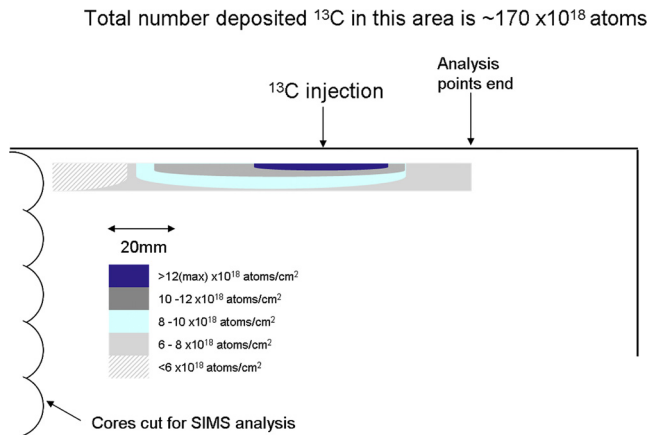 Total number deposited ¹³C in this area is ~170 x10¹⁸ atoms
Analysis
points end
¹³C injection
20mm
>12(max) x10¹⁸ atoms/cm²
10 -12 x10¹⁸ atoms/cm²
8 -10 x10¹⁸ atoms/cm²
6 - 8 x10¹⁸ atoms/cm²
<6 x10¹⁸ atoms/cm²
Cores cut for SIMS analysis